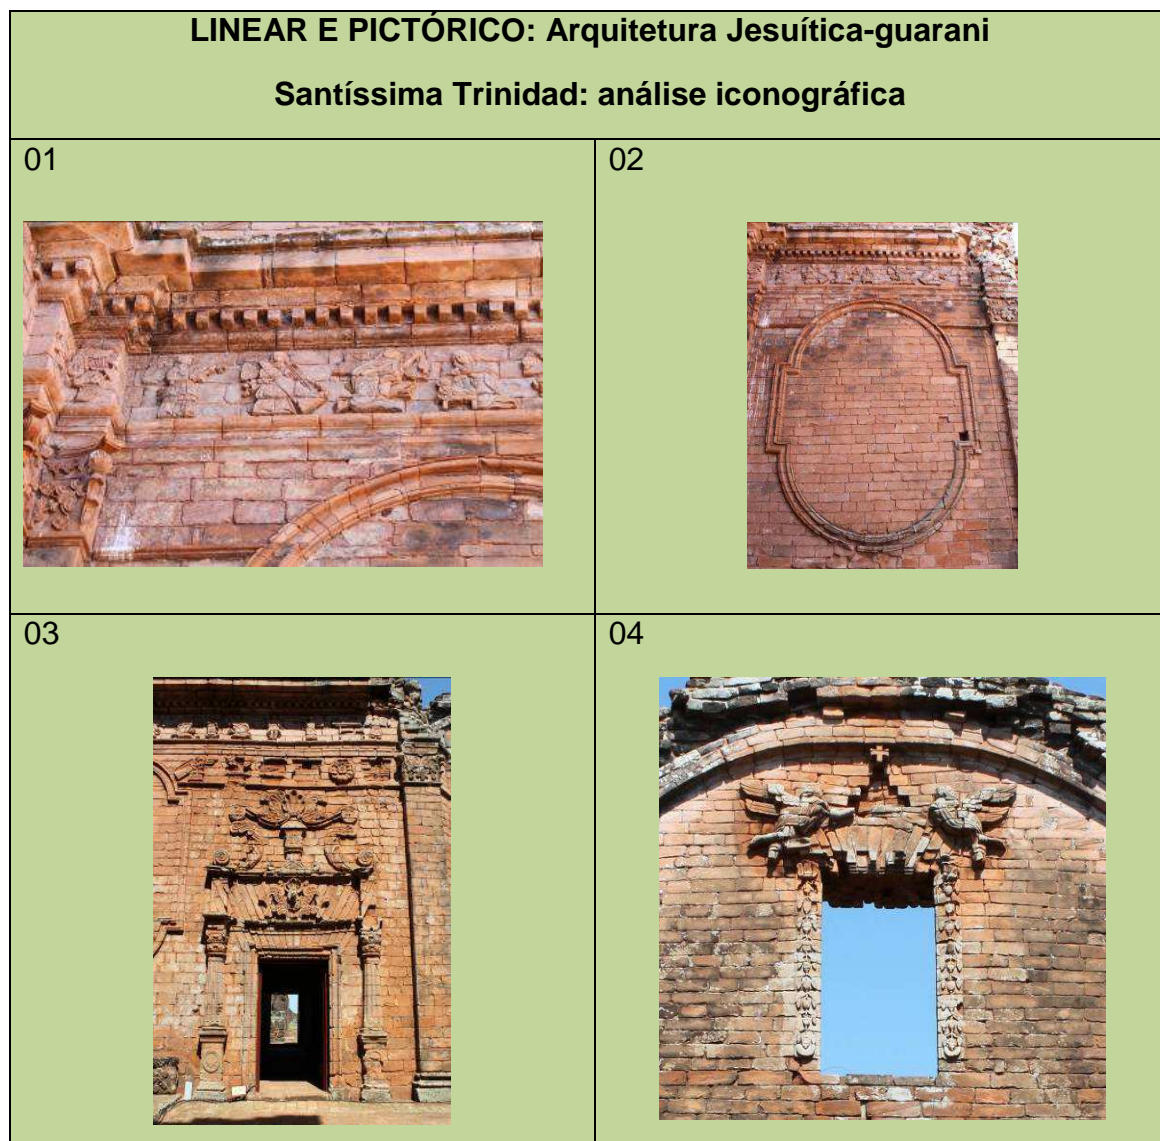 LINEAR E PICTÓRICO: Arquitetura Jesuítica-guarani
Santíssima Trinidad: análise iconográfica
01
02
03
04